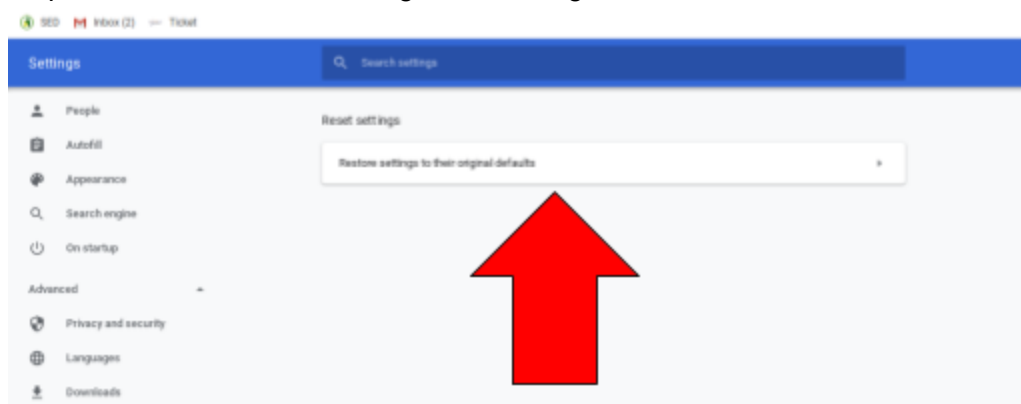 SED Inbox (2) Ticket
Settings
Search settings
People
Autofill
Appearance
Search engine
On startup
Advanced
Privacy and security
Languages
Downloads
Reset settings
Restore settings to their original defaults